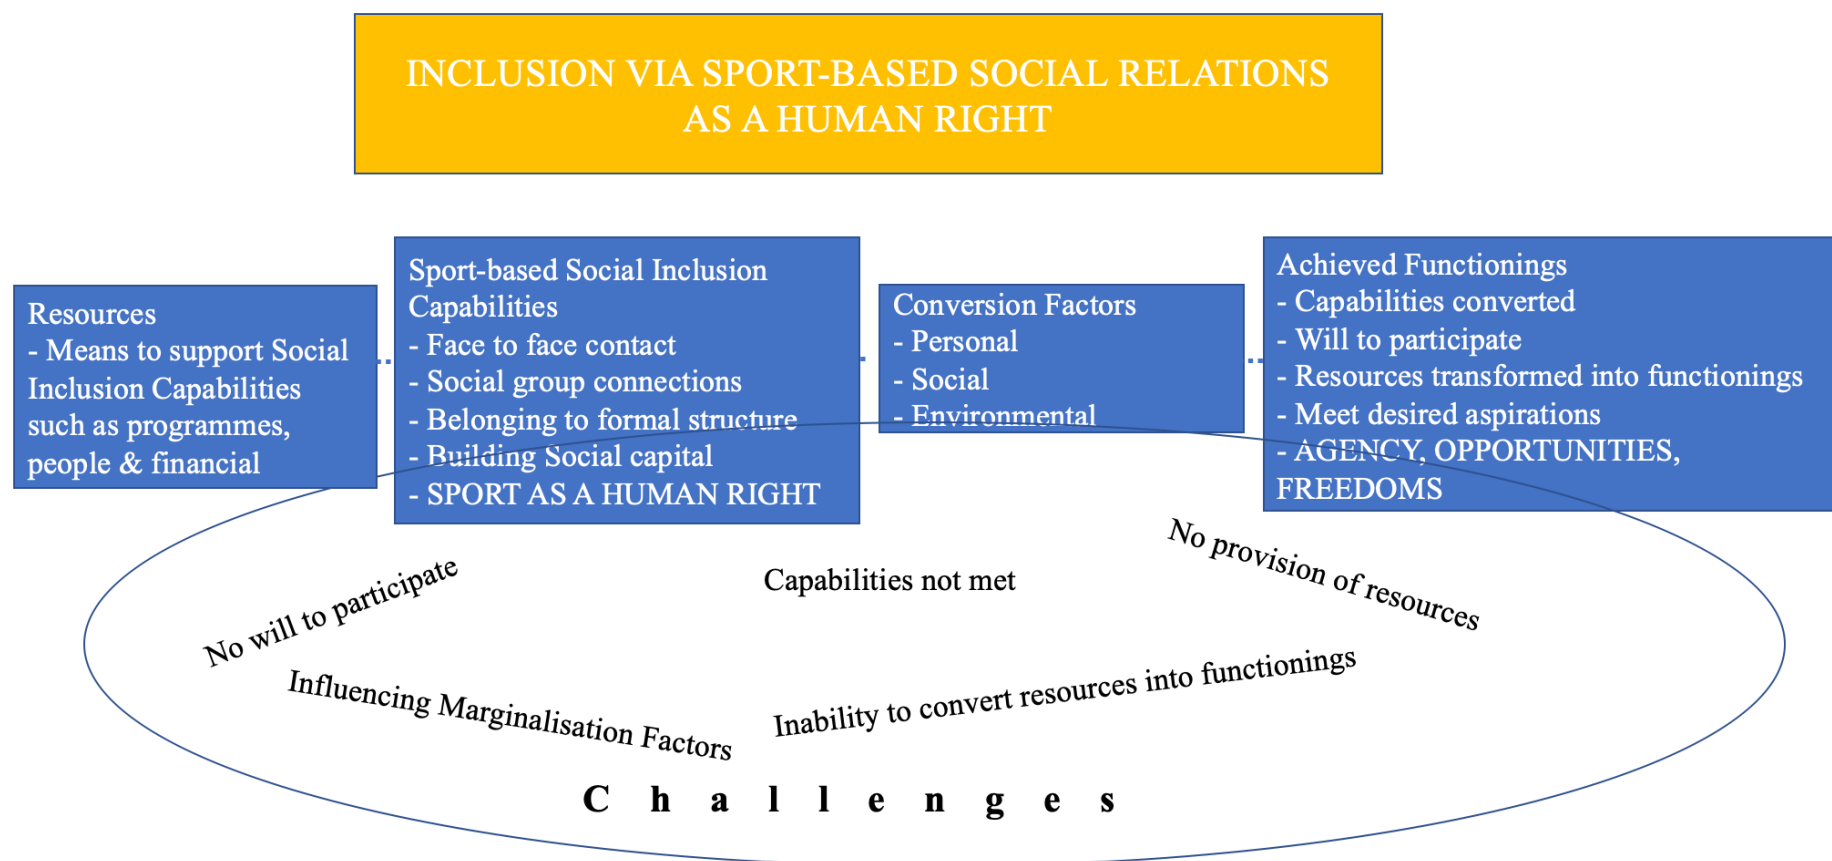 INCLUSION VIA SPORT-BASED SOCIAL RELATIONS
AS A HUMAN RIGHT
Resources
- Means to support Social
Inclusion Capabilities
such as programmes,
people & financial
Sport-based Social Inclusion
Capabilities
- Face to face contact
- Social group connections
- Belonging to formal structure
- Building Social capital
- SPORT AS A HUMAN RIGHT
Conversion Factors
- Personal
- Social
- Environmental
Achieved Functionings
- Capabilities converted
- Will to participate
- Resources transformed into functionings
- Meet desired aspirations
- AGENCY, OPPORTUNITIES,
FREEDOMS
No will to participate
Capabilities not met
No provision of resources
Influencing Marginalisation Factors
Inability to convert resources into functionings
C h a l l e n g e s